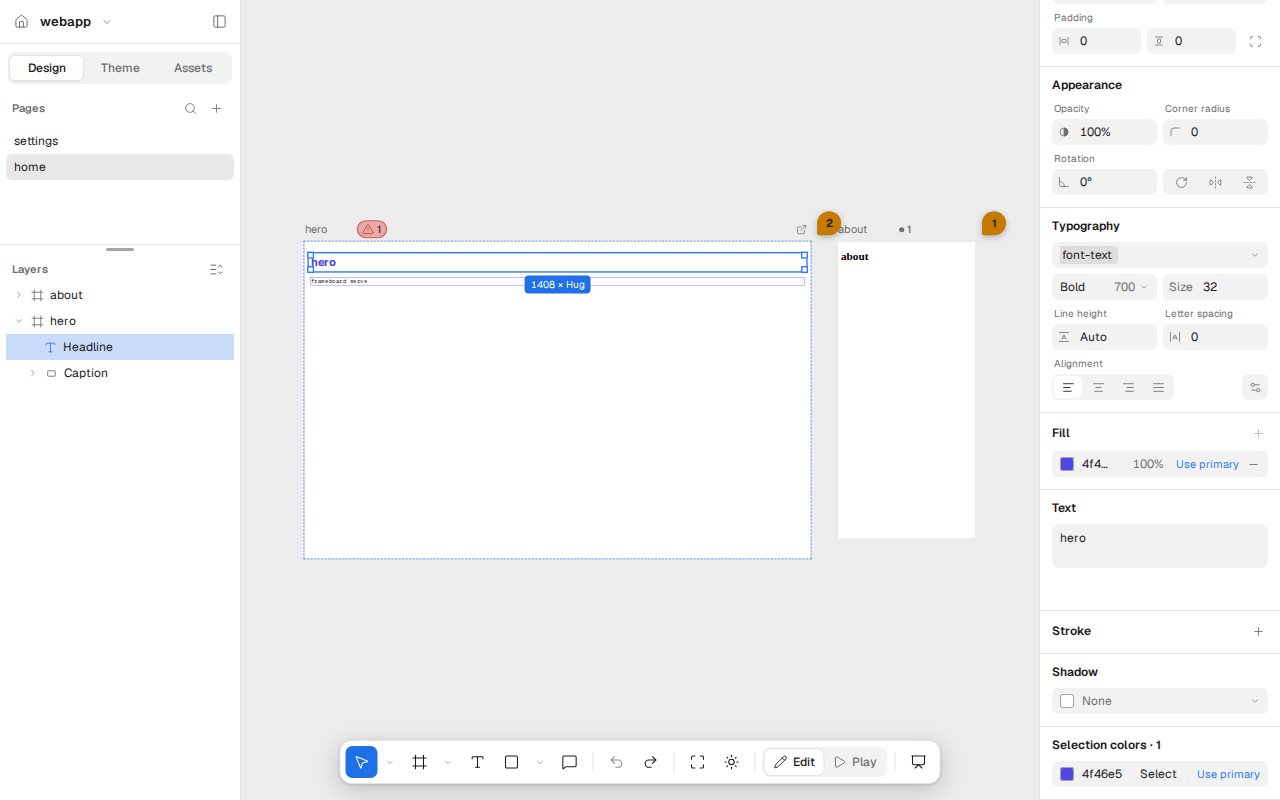 webapp
Design Theme Assets
Pages
settings
home
Layers
about
hero
Headline
Caption
hero 1
2
about 1
1
hero
frameboard serve
1408 × Hug
about
Edit Play
Padding
0 0
Appearance
Opacity Corner radius
100% 0
Rotation
0°
Typography
font-text
Bold 700 Size 32
Line height Letter spacing
Auto 0
Alignment
Fill
4f4... 100% Use primary
Text
hero
Stroke
Shadow
None
Selection colors · 1
4f46e5 Select Use primary